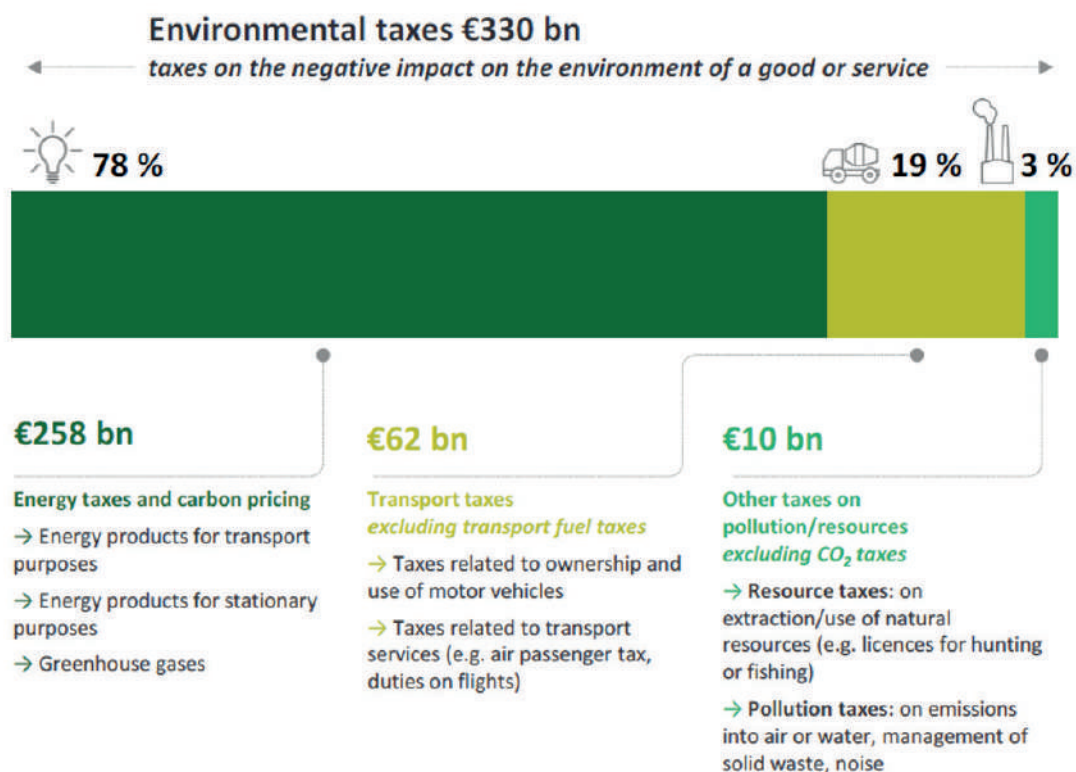 Environmental taxes €330 bn
taxes on the negative impact on the environment of a good or service
78 %
19 %
3 %
€258 bn
Energy taxes and carbon pricing
→ Energy products for transport
purposes
→ Energy products for stationary
purposes
→ Greenhouse gases
€62 bn
Transport taxes
excluding transport fuel taxes
→ Taxes related to ownership and
use of motor vehicles
→ Taxes related to transport
services (e.g. air passenger tax,
duties on flights)
€10 bn
Other taxes on
pollution/resources
excluding CO₂ taxes
→ Resource taxes: on
extraction/use of natural
resources (e.g. licences for hunting
or fishing)
→ Pollution taxes: on emissions
into air or water, management of
solid waste, noise